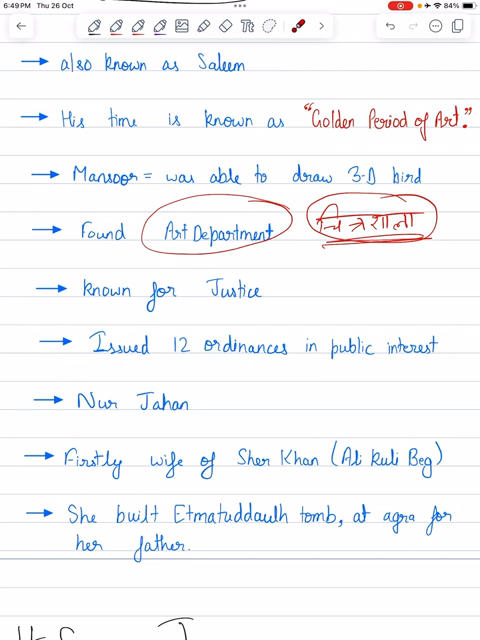 6:49 PM Thu 26 Oct
84%
→ also known as Saleem
→ His time is known as "Golden Period of Art."
→ Mansoor = was able to draw 3-D bird
→ Found Art Department चित्रशाला
→ known for Justice
→ Issued 12 ordinances in public interest
→ Nur Jahan
→ Firstly wife of Sher Khan (Ali Kuli Beg)
→ She built Etmatuddaulh tomb, at agra for
her father.